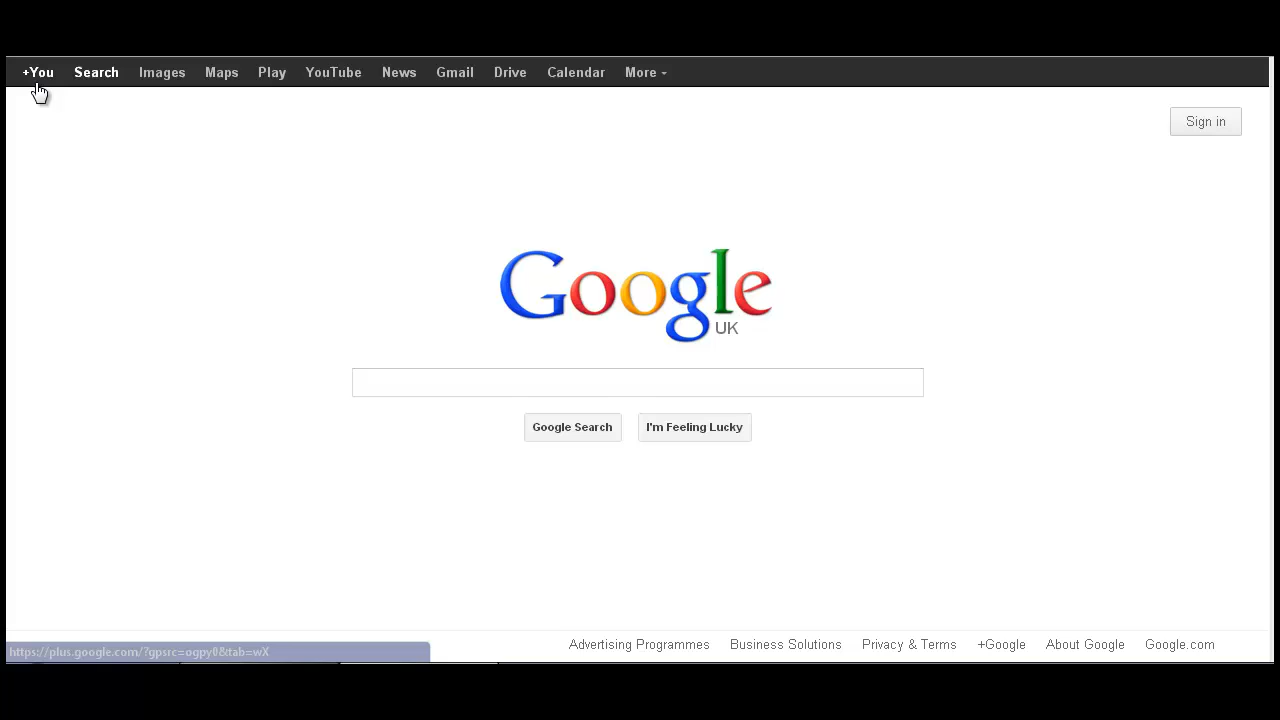 +You Search Images Maps Play YouTube News Gmail Drive Calendar More
Sign in
Google
UK
Google Search I'm Feeling Lucky
Advertising Programmes Business Solutions Privacy & Terms +Google About Google Google.com
https://plus.google.com/?gpsrc=ogpy0&tab=wX